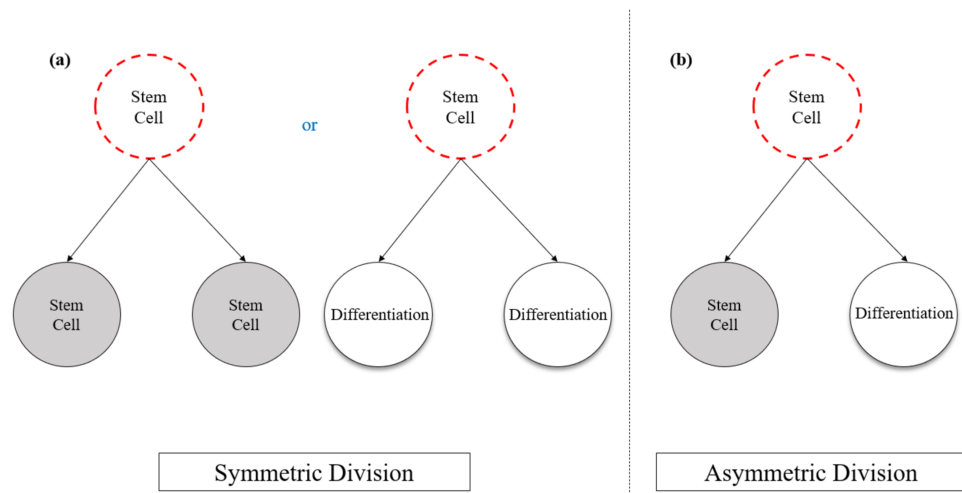 (a)
Stem
Cell
or
Stem
Cell
Stem
Cell
Stem
Cell
Differentiation
Differentiation
Symmetric Division
(b)
Stem
Cell
Stem
Cell
Differentiation
Asymmetric Division